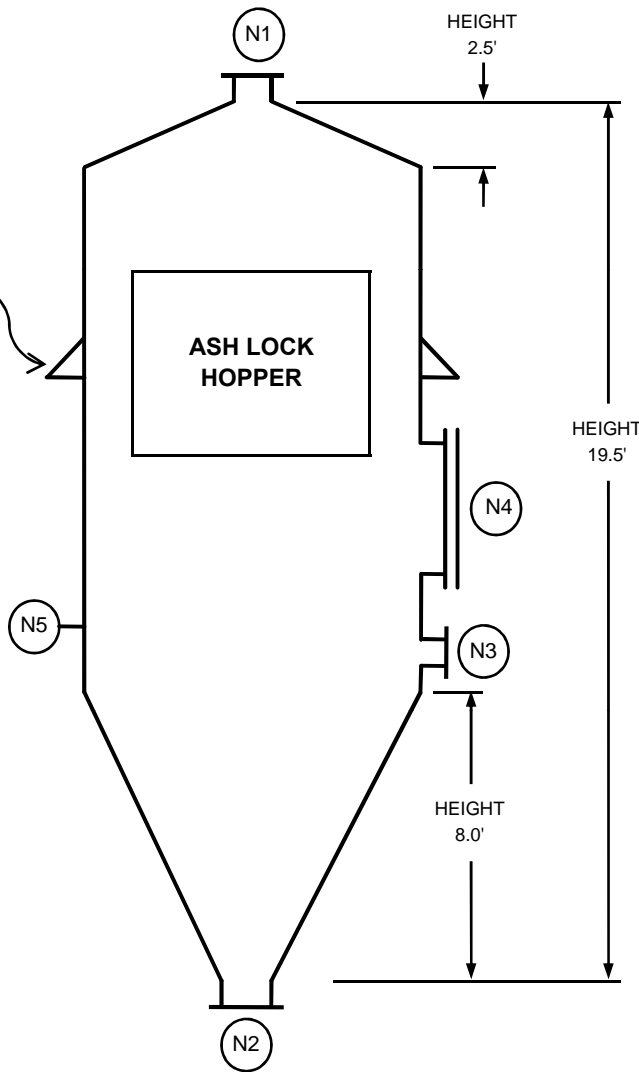 N1
HEIGHT
2.5'
ASH LOCK
HOPPER
HEIGHT
19.5'
N4
N5
N3
HEIGHT
8.0'
N2